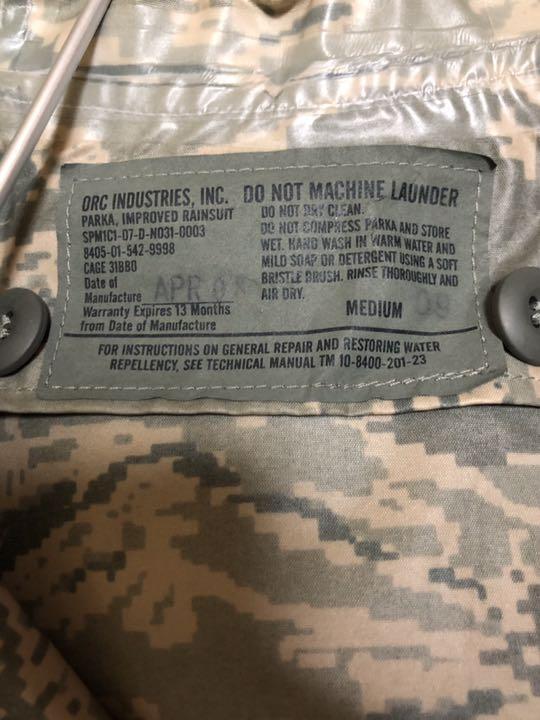 ORC INDUSTRIES, INC.
PARKA, IMPROVED RAINSUIT
SPM1C1-07-D-N031-0003
8405-01-542-9998
CAGE 31BB0
Date of
Manufacture APR
Warranty Expires 13 Months
from Date of Manufacture
DO NOT MACHINE LAUNDER
DO NOT DRY CLEAN.
DO NOT COMPRESS PARKA AND STORE
WET. HAND WASH IN WARM WATER AND
MILD SOAP OR DETERGENT USING A SOFT
BRISTLE BRUSH. RINSE THOROUGHLY AND
AIR DRY.
MEDIUM 09
FOR INSTRUCTIONS ON GENERAL REPAIR AND RESTORING WATER
REPELLENCY, SEE TECHNICAL MANUAL TM 10-8400-201-23